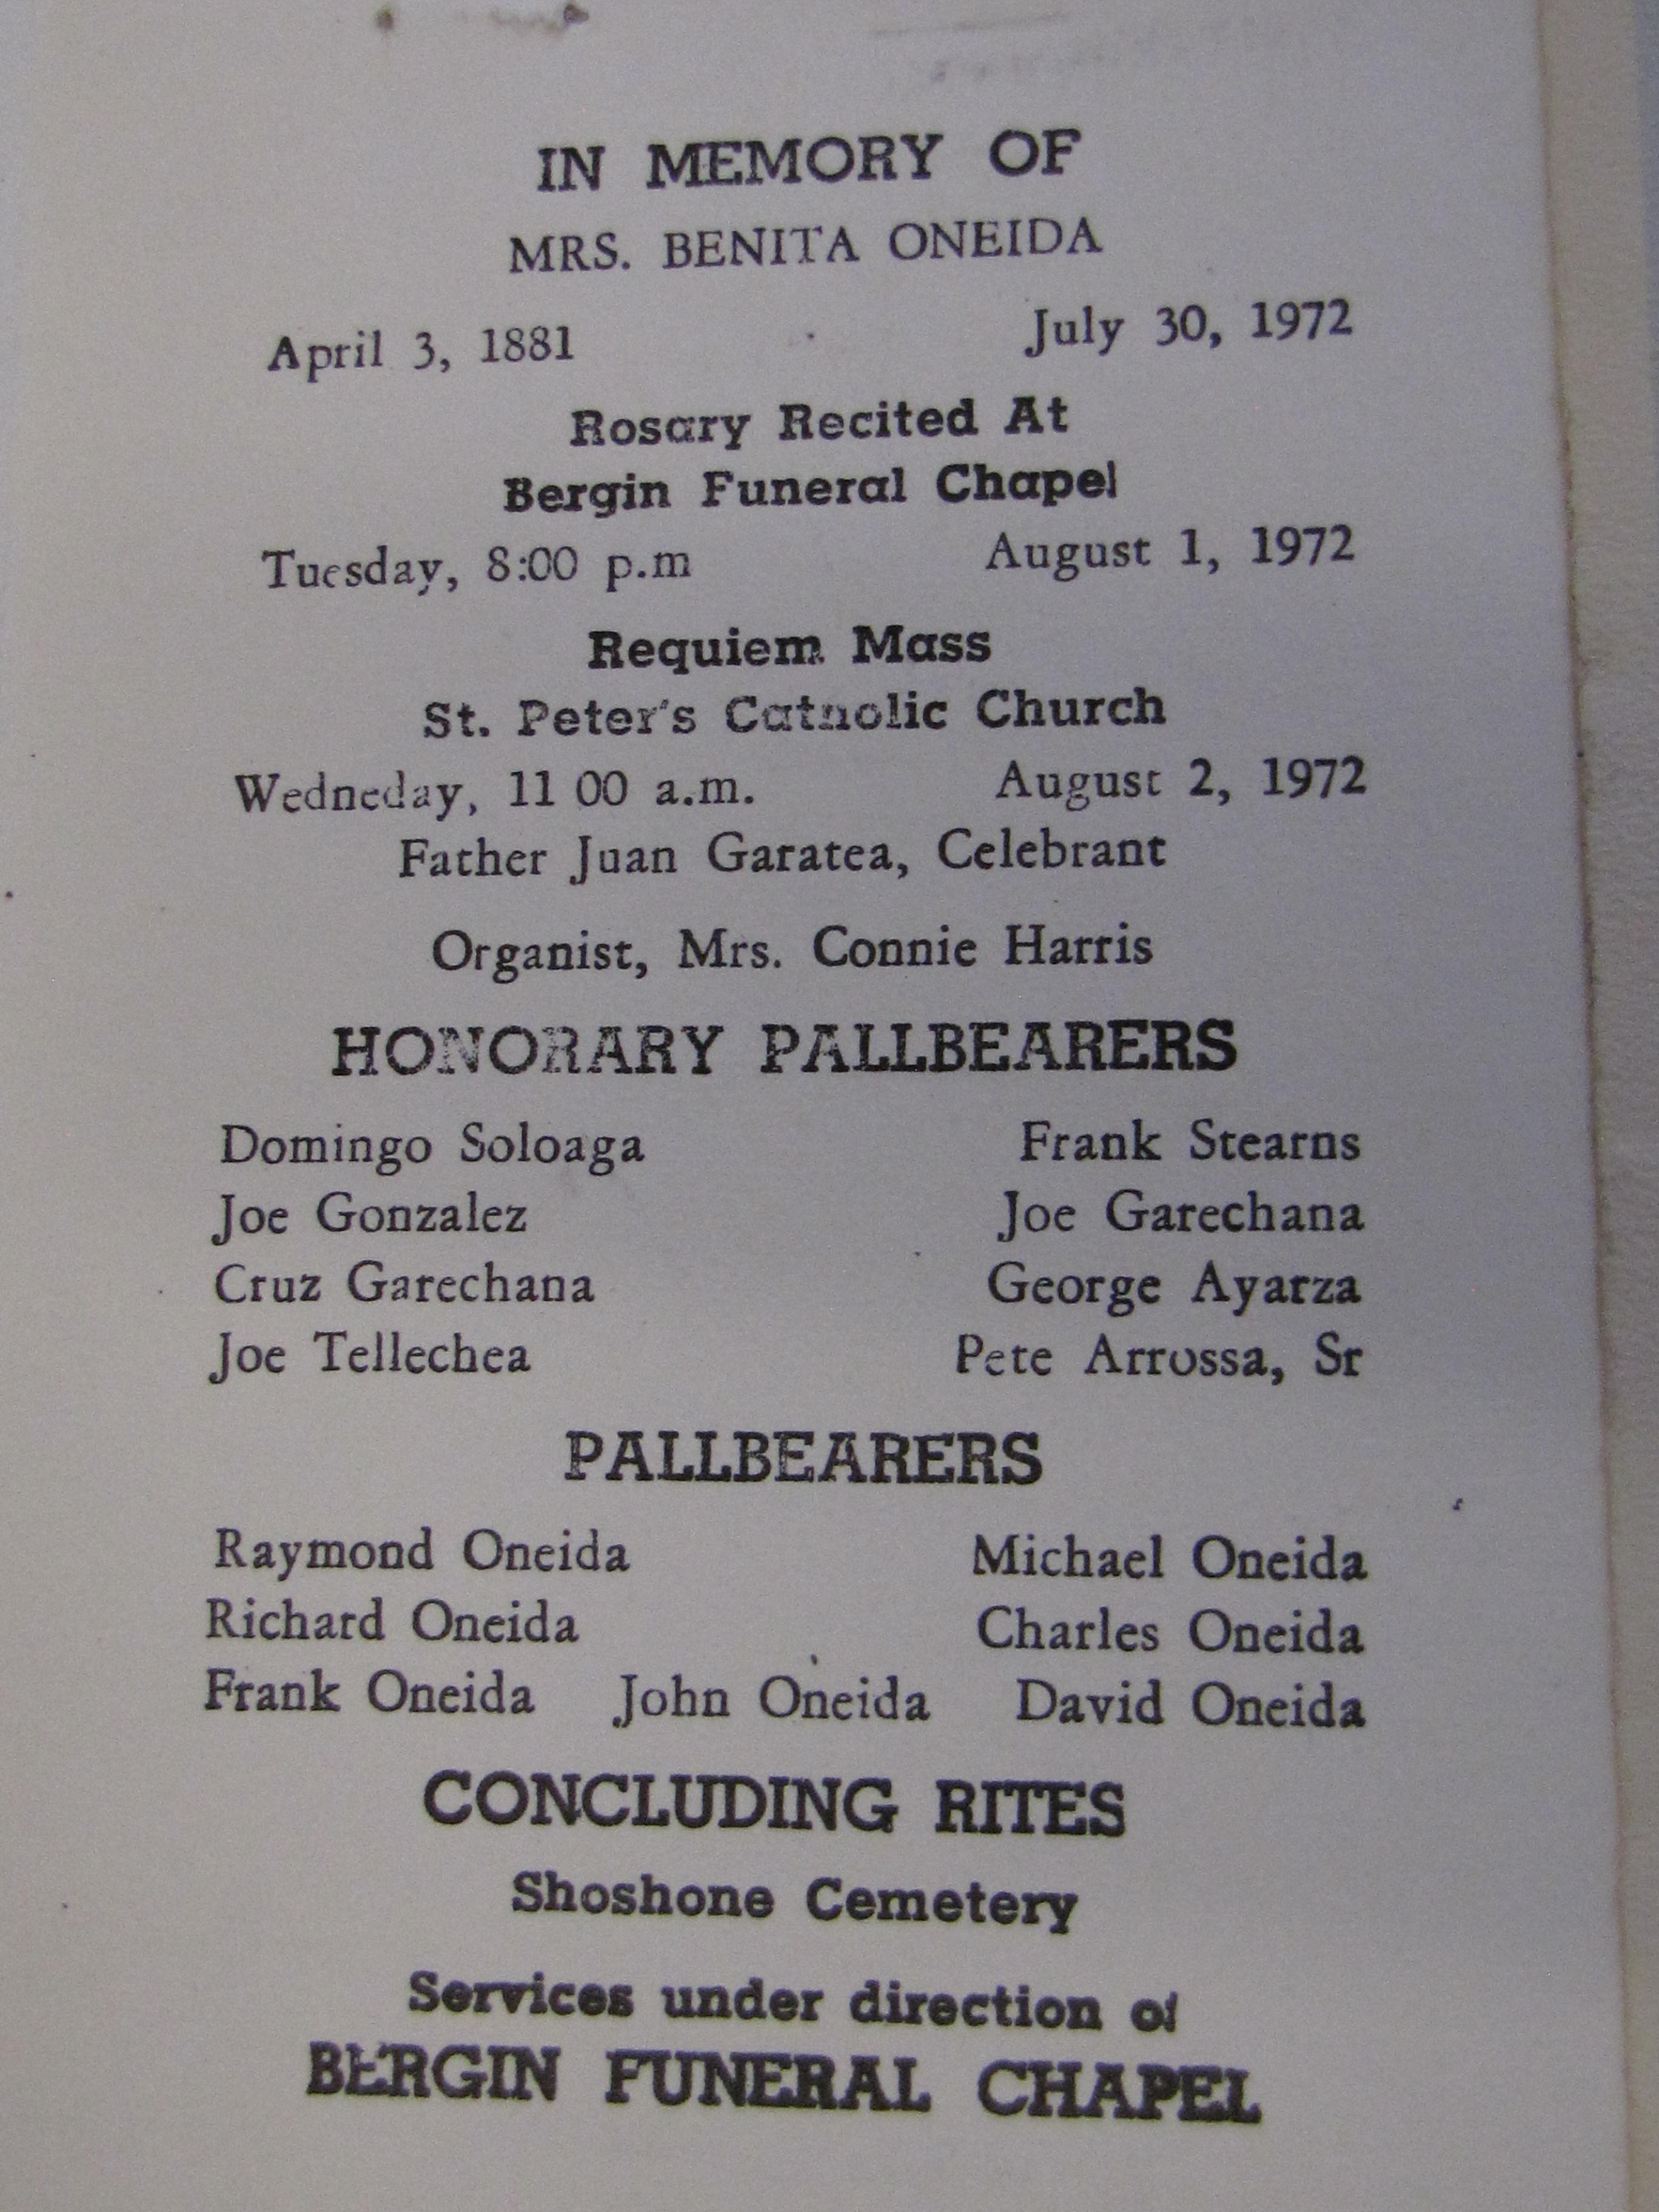 IN MEMORY OF
MRS. BENITA ONEIDA
April 3, 1881 July 30, 1972
Rosary Recited At
Bergin Funeral Chapel
Tuesday, 8:00 p.m August 1, 1972
Requiem Mass
St. Peter's Catholic Church
Wedneday, 11 00 a.m. August 2, 1972
Father Juan Garatea, Celebrant
Organist, Mrs. Connie Harris
HONORARY PALLBEARERS
Domingo Soloaga Frank Stearns
Joe Gonzalez Joe Garechana
Cruz Garechana George Ayarza
Joe Tellechea Pete Arrossa, Sr
PALLBEARERS
Raymond Oneida Michael Oneida
Richard Oneida Charles Oneida
Frank Oneida John Oneida David Oneida
CONCLUDING RITES
Shoshone Cemetery
Services under direction of
BERGIN FUNERAL CHAPEL